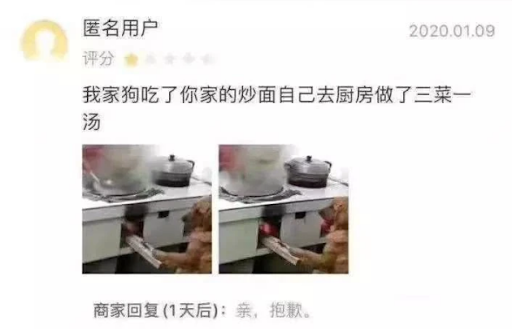 匿名用户
2020.01.09
评分
我家狗吃了你家的炒面自己去厨房做了三菜一
汤
商家回复(1天后)：亲，抱歉。